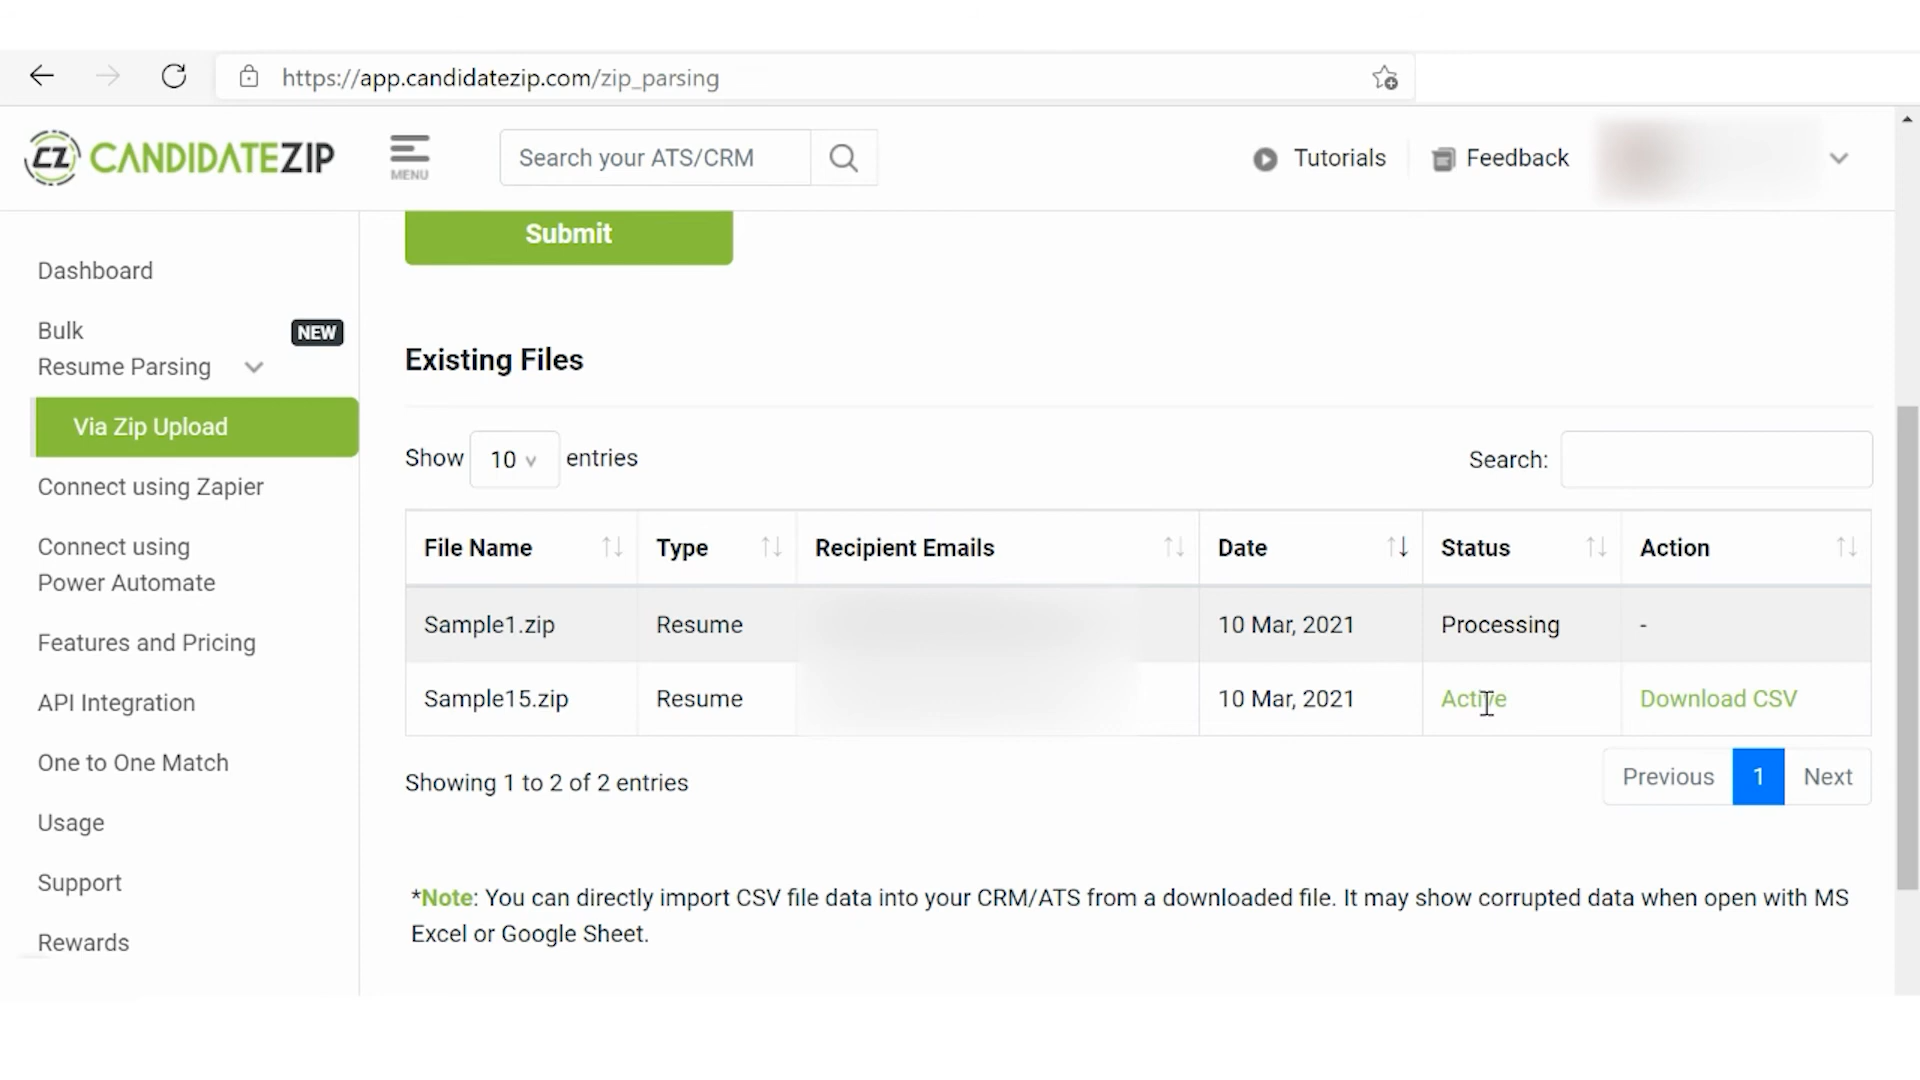 https://app.candidatezip.com/zip_parsing
CZ CANDIDATEZIP
MENU
Search your ATS/CRM
Tutorials
Feedback
Submit
Dashboard
Bulk
Resume Parsing
NEW
Via Zip Upload
Connect using Zapier
Connect using
Power Automate
Features and Pricing
API Integration
One to One Match
Usage
Support
Rewards
Existing Files
Show 10 entries
Search:
File Name Type Recipient Emails Date Status Action
Sample1.zip Resume 10 Mar, 2021 Processing -
Sample15.zip Resume 10 Mar, 2021 Active Download CSV
Showing 1 to 2 of 2 entries
Previous 1 Next
*Note: You can directly import CSV file data into your CRM/ATS from a downloaded file. It may show corrupted data when open with MS
Excel or Google Sheet.